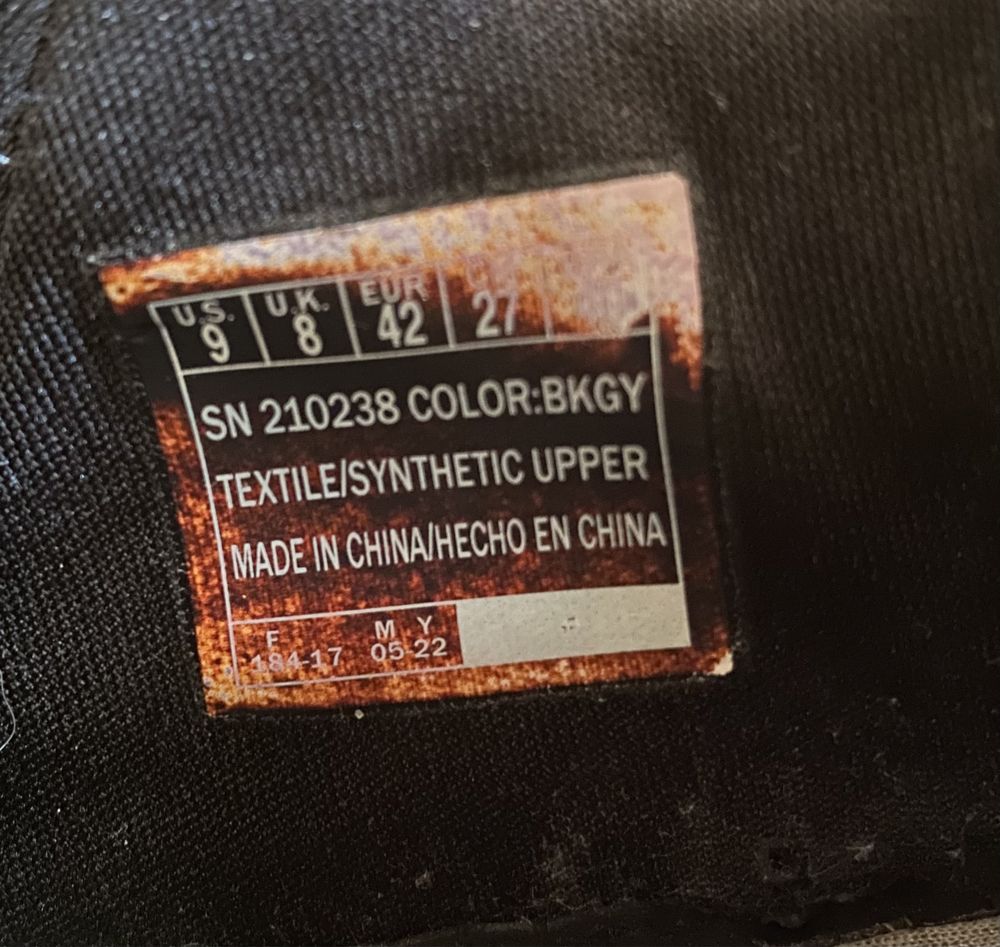 U.S. U.K. EUR
9 8 42 27
SN 210238 COLOR:BKGY
TEXTILE/SYNTHETIC UPPER
MADE IN CHINA/HECHO EN CHINA
F M Y
184-17 05-22